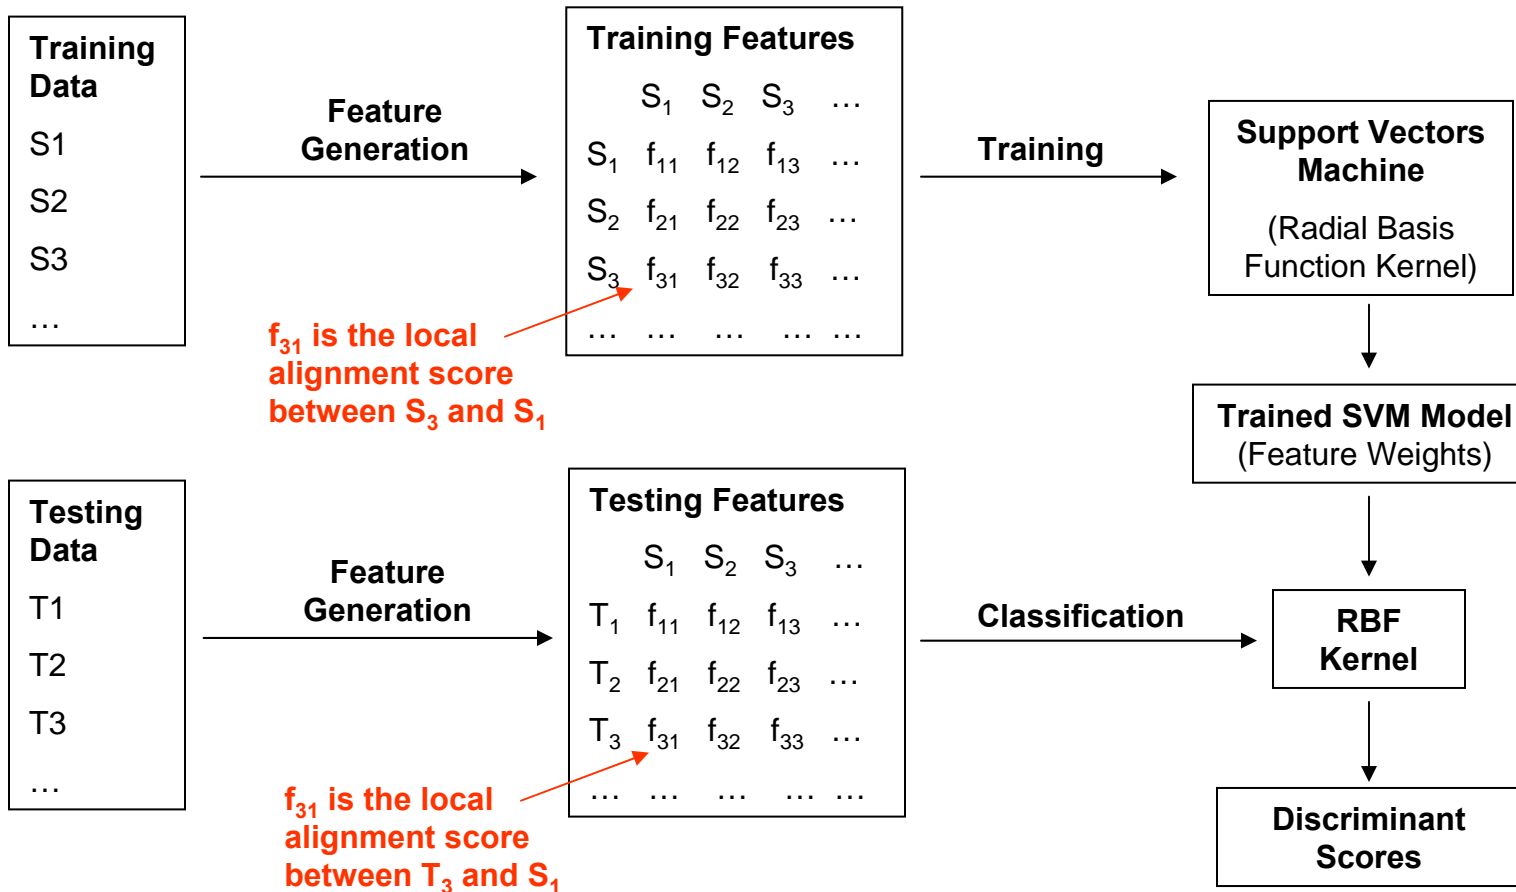 Training
Data
S1
S2
S3
…
Feature
Generation
Training Features
S₁ S₂ S₃ …
S₁ f₁₁ f₁₂ f₁₃ …
S₂ f₂₁ f₂₂ f₂₃ …
S₃ f₃₁ f₃₂ f₃₃ …
… … … … …
f₃₁ is the local
alignment score
between S₃ and S₁
Training
Support Vectors
Machine
(Radial Basis
Function Kernel)
Trained SVM Model
(Feature Weights)
Testing
Data
T1
T2
T3
…
Feature
Generation
Testing Features
S₁ S₂ S₃ …
T₁ f₁₁ f₁₂ f₁₃ …
T₂ f₂₁ f₂₂ f₂₃ …
T₃ f₃₁ f₃₂ f₃₃ …
… … … … …
f₃₁ is the local
alignment score
between T₃ and S₁
Classification
RBF
Kernel
Discriminant
Scores